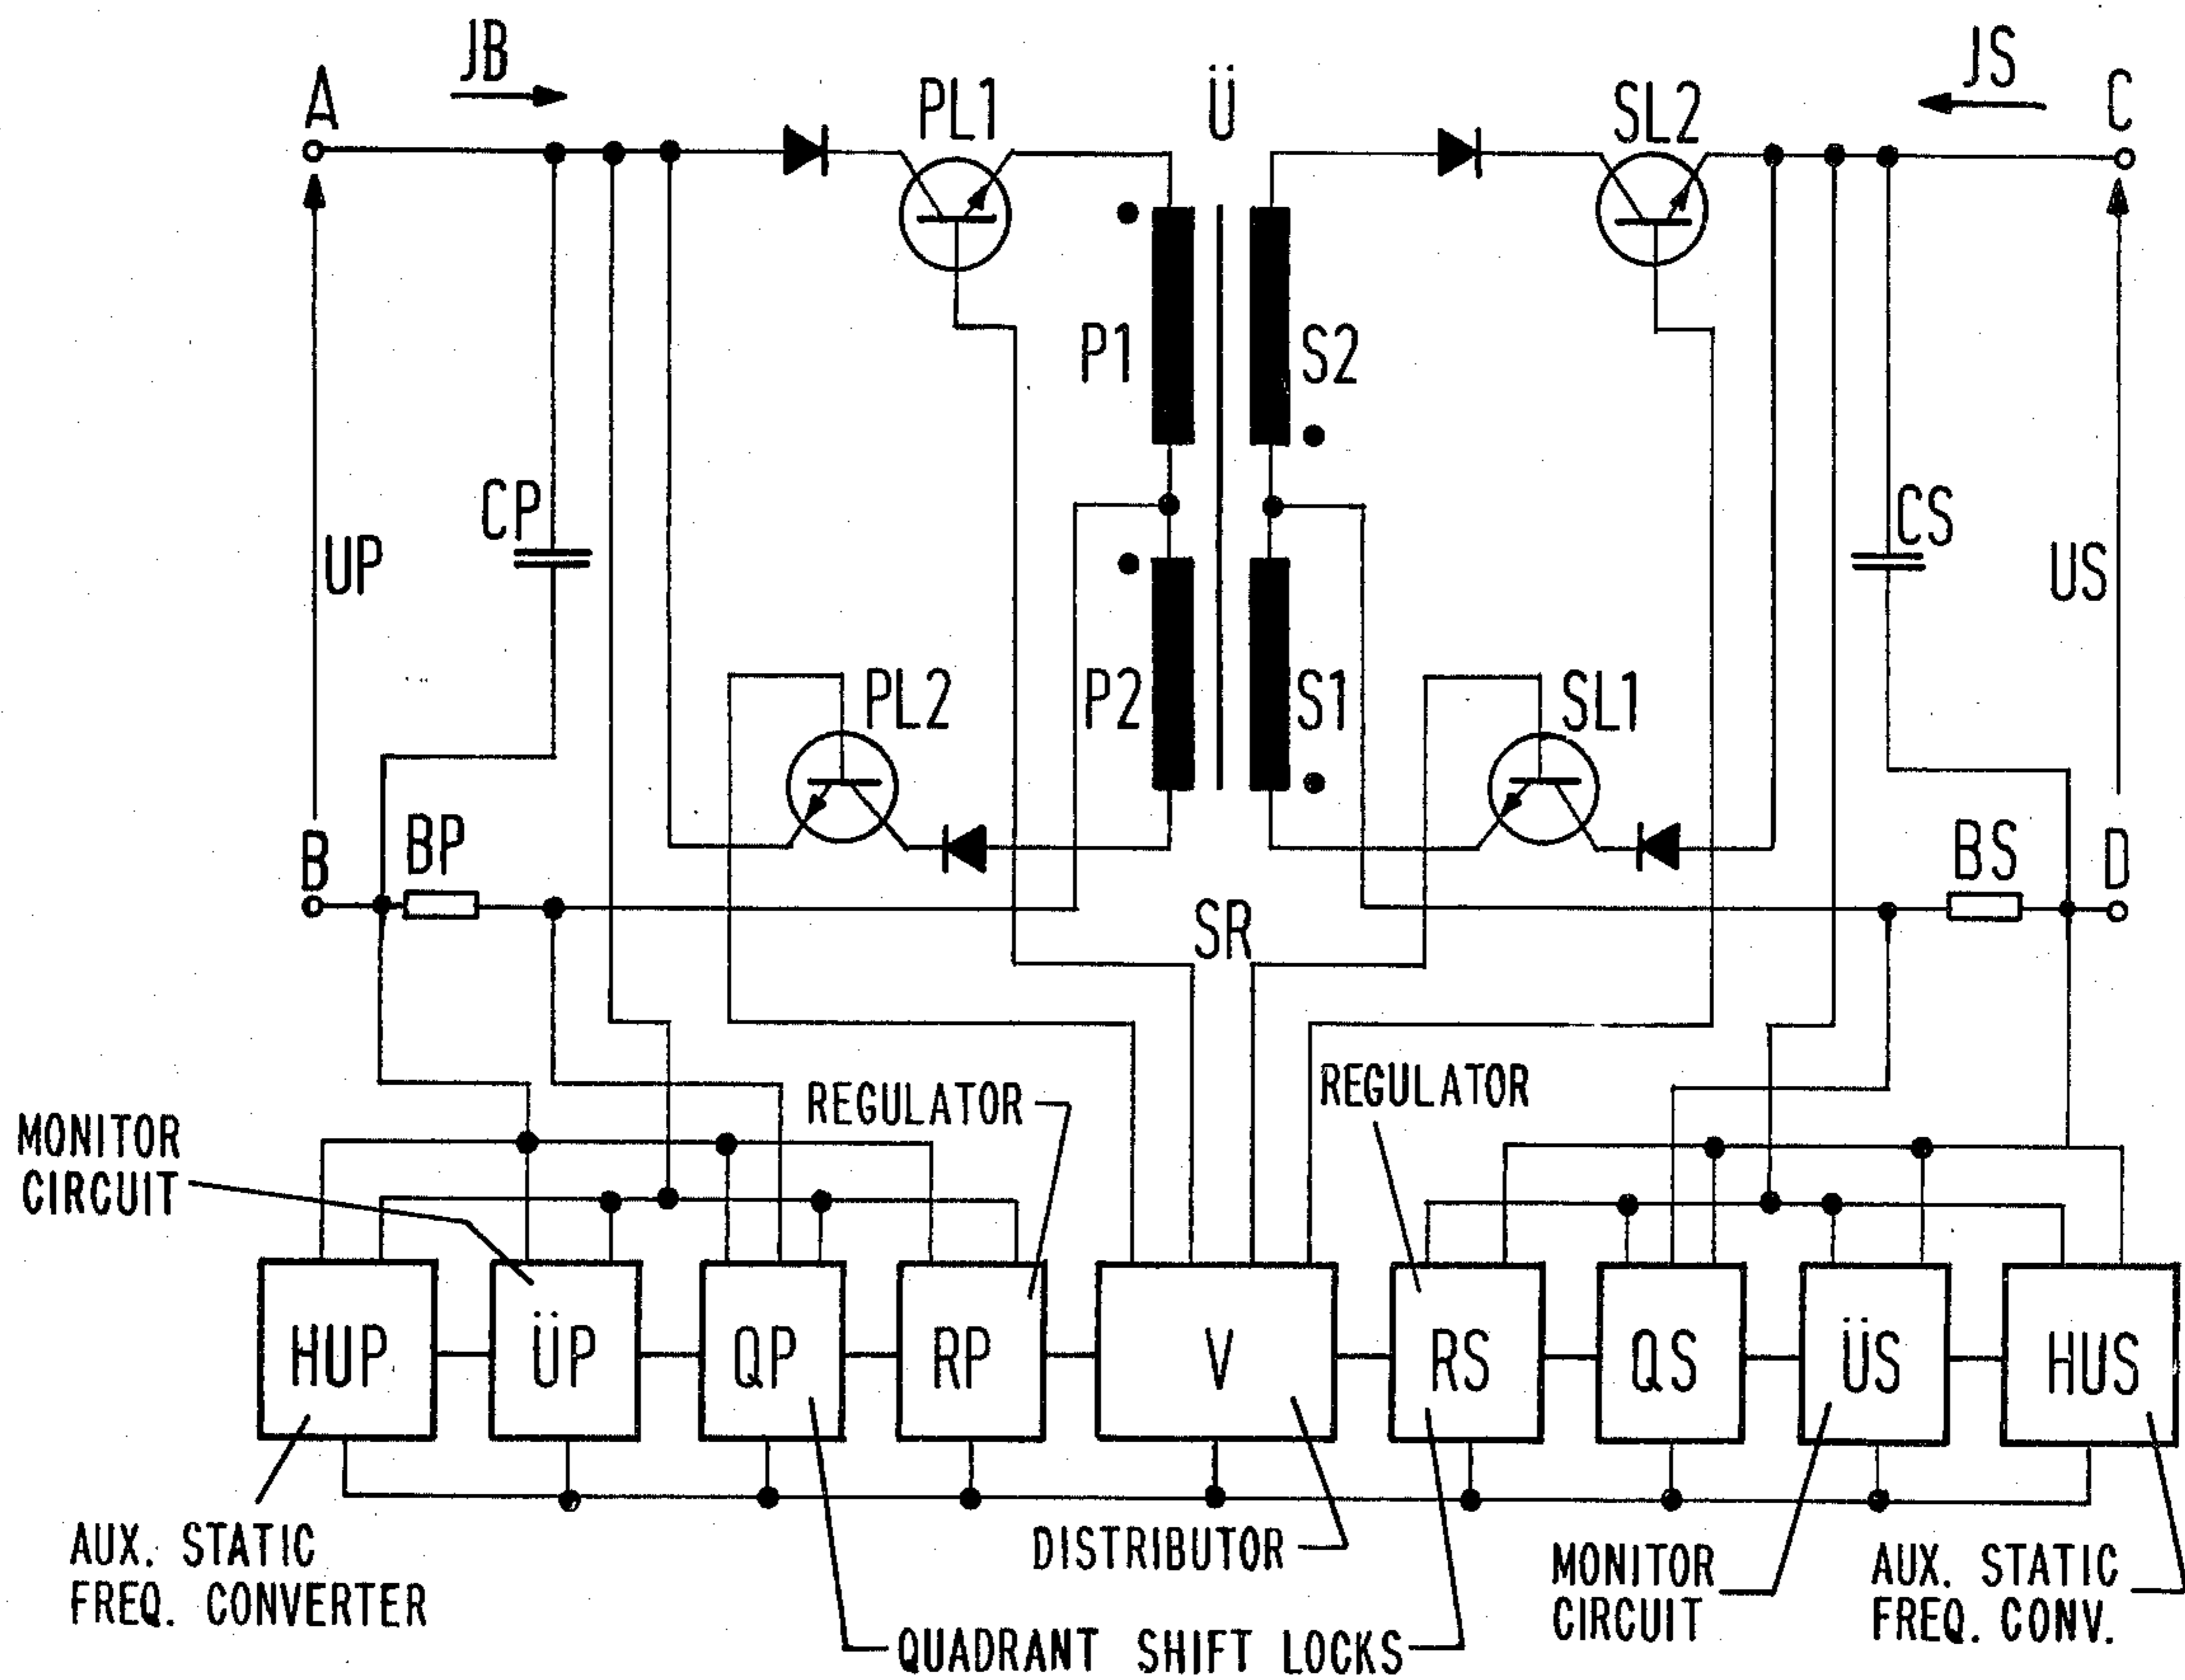 JB
JS
A
PL1
Ü
SL2
C
P1
S2
CP
CS
UP
US
PL2
P2
S1
SL1
B
BP
BS
D
SR
REGULATOR
REGULATOR
MONITOR
CIRCUIT
HUP
ÜP
QP
RP
V
RS
QS
ÜS
HUS
AUX. STATIC
FREQ. CONVERTER
DISTRIBUTOR
MONITOR
CIRCUIT
AUX. STATIC
FREQ. CONV.
QUADRANT SHIFT LOCKS